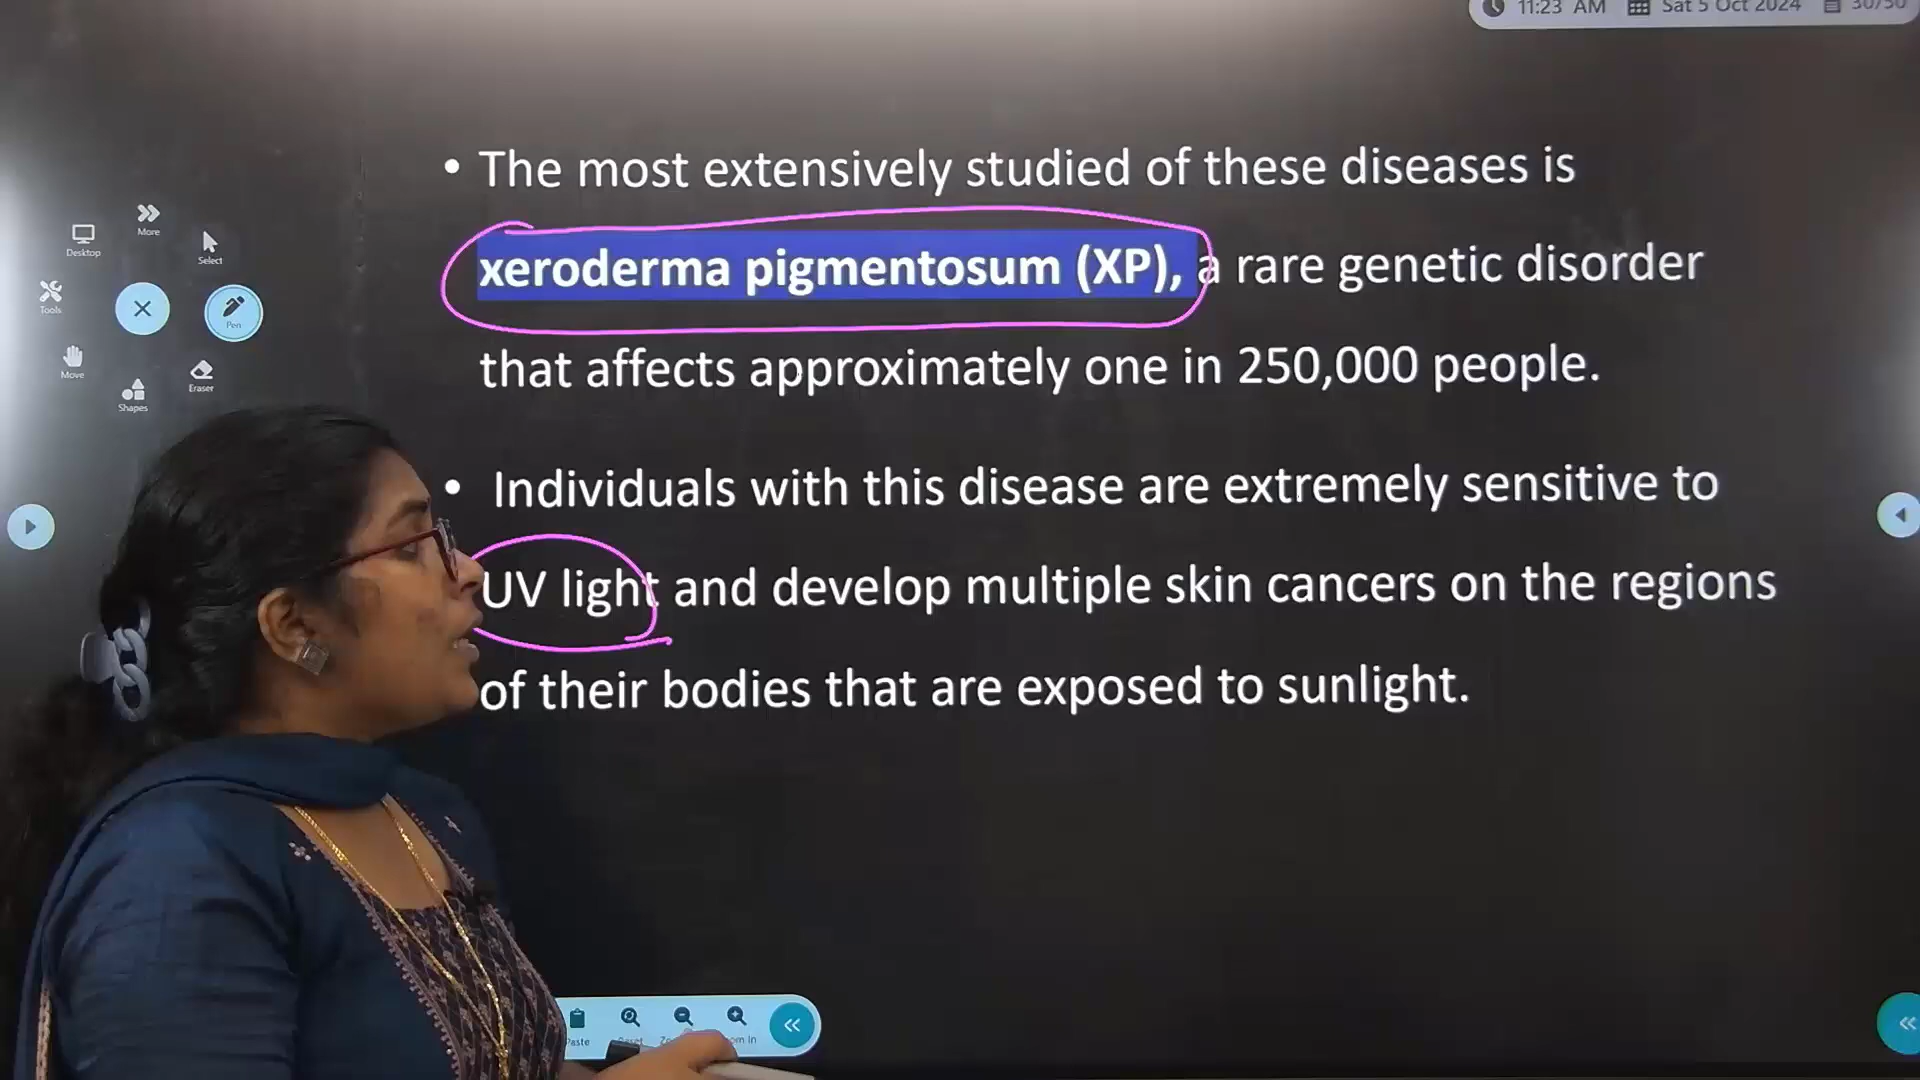 11:23 AM Sat 5 Oct 2024 30/50
• The most extensively studied of these diseases is
xeroderma pigmentosum (XP), a rare genetic disorder
that affects approximately one in 250,000 people.
• Individuals with this disease are extremely sensitive to
UV light and develop multiple skin cancers on the regions
of their bodies that are exposed to sunlight.
More
Desktop
Select
Tools
Pen
Move
Eraser
Shapes